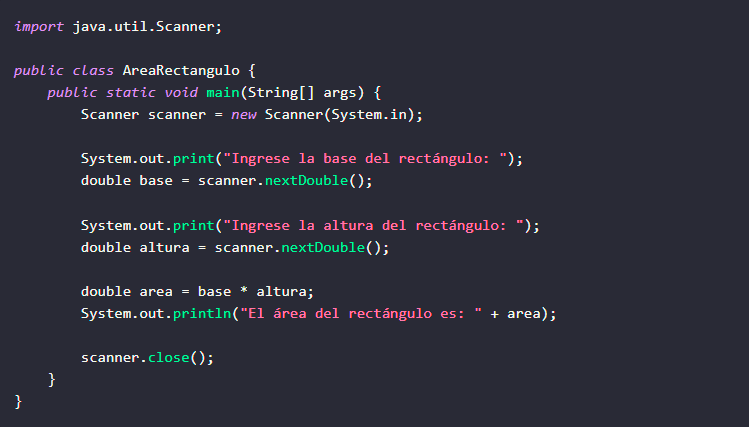 import java.util.Scanner;
public class AreaRectangulo {
public static void main(String[] args) {
Scanner scanner = new Scanner(System.in);
System.out.print("Ingrese la base del rectángulo: ");
double base = scanner.nextDouble();
System.out.print("Ingrese la altura del rectángulo: ");
double altura = scanner.nextDouble();
double area = base * altura;
System.out.println("El área del rectángulo es: " + area);
scanner.close();
}
}